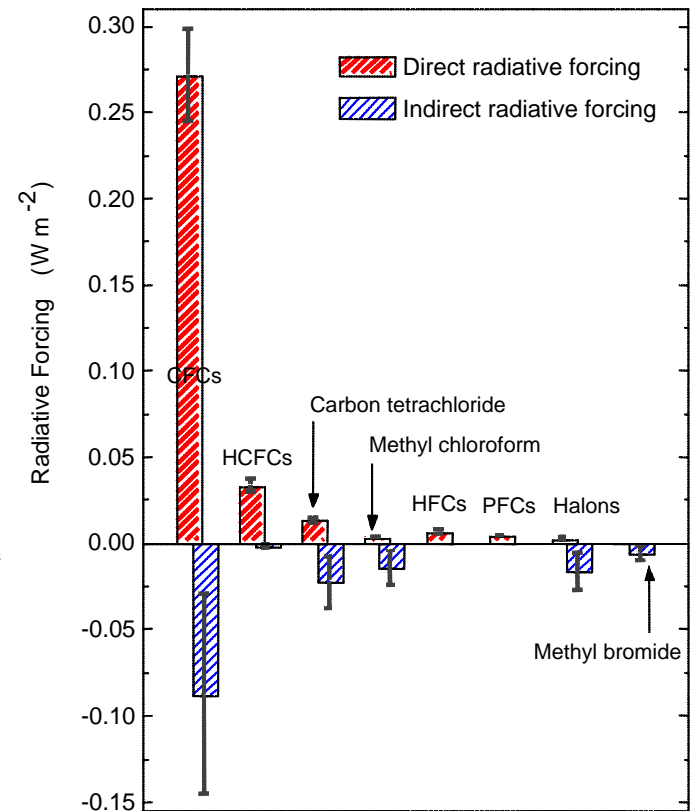 0.30
0.25
0.20
0.15
0.10
0.05
0.00
-0.05
-0.10
-0.15
Radiative Forcing (W m-2)
Direct radiative forcing
Indirect radiative forcing
CFCs
HCFCs
Carbon tetrachloride
Methyl chloroform
HFCs
PFCs
Halons
Methyl bromide